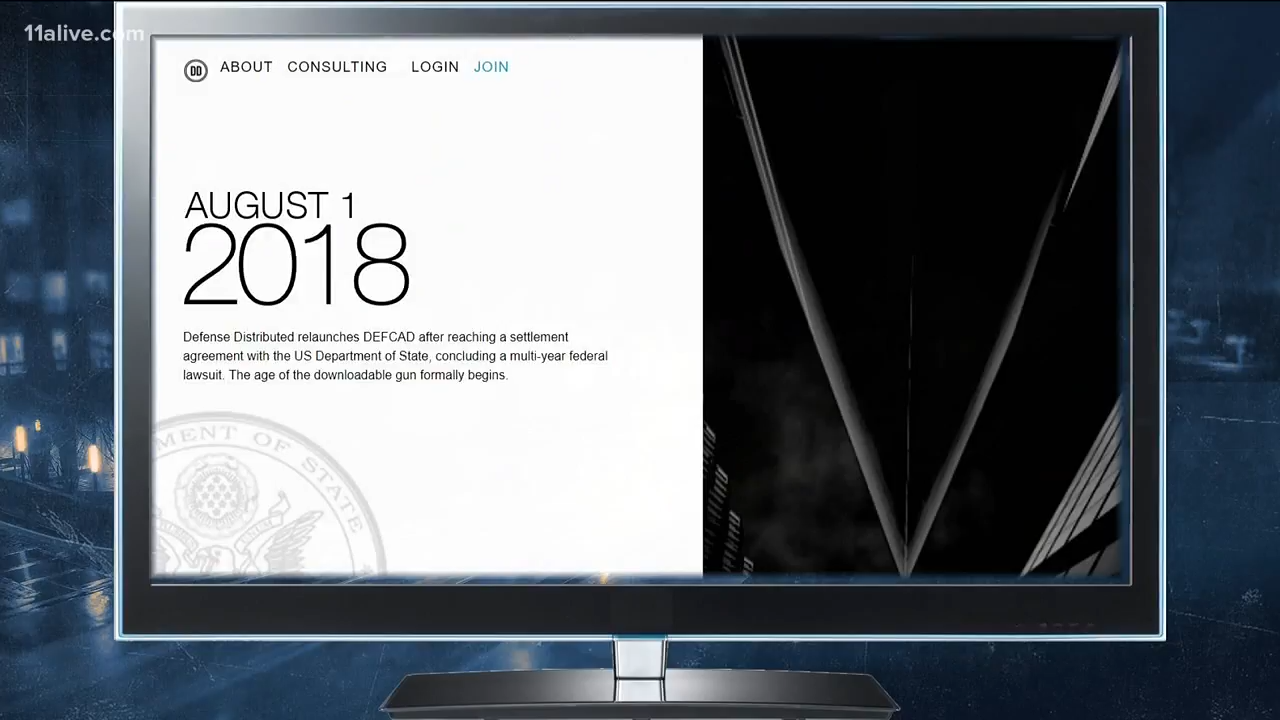 11alive.com
DD ABOUT CONSULTING LOGIN JOIN
AUGUST 1
2018
Defense Distributed relaunches DEFCAD after reaching a settlement
agreement with the US Department of State, concluding a multi-year federal
lawsuit. The age of the downloadable gun formally begins.
MENT OF STATE